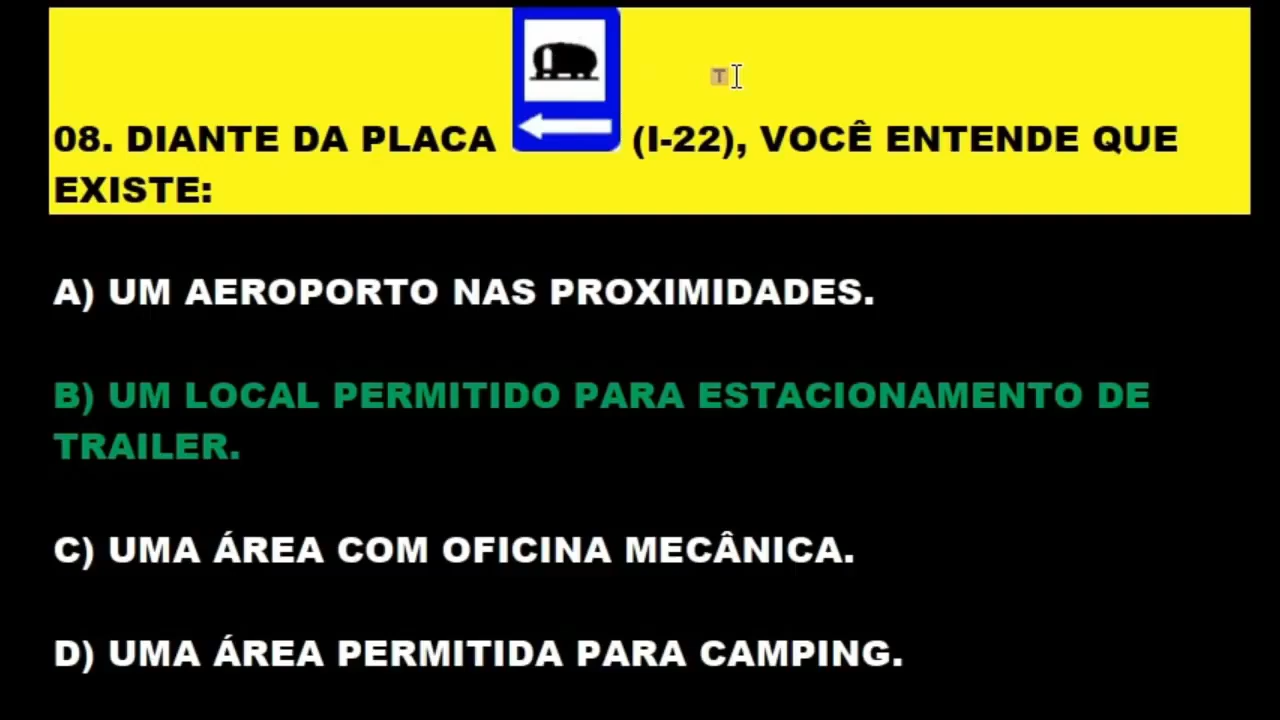 08. DIANTE DA PLACA (I-22), VOCÊ ENTENDE QUE
EXISTE:
A) UM AEROPORTO NAS PROXIMIDADES.
B) UM LOCAL PERMITIDO PARA ESTACIONAMENTO DE
TRAILER.
C) UMA ÁREA COM OFICINA MECÂNICA.
D) UMA ÁREA PERMITIDA PARA CAMPING.